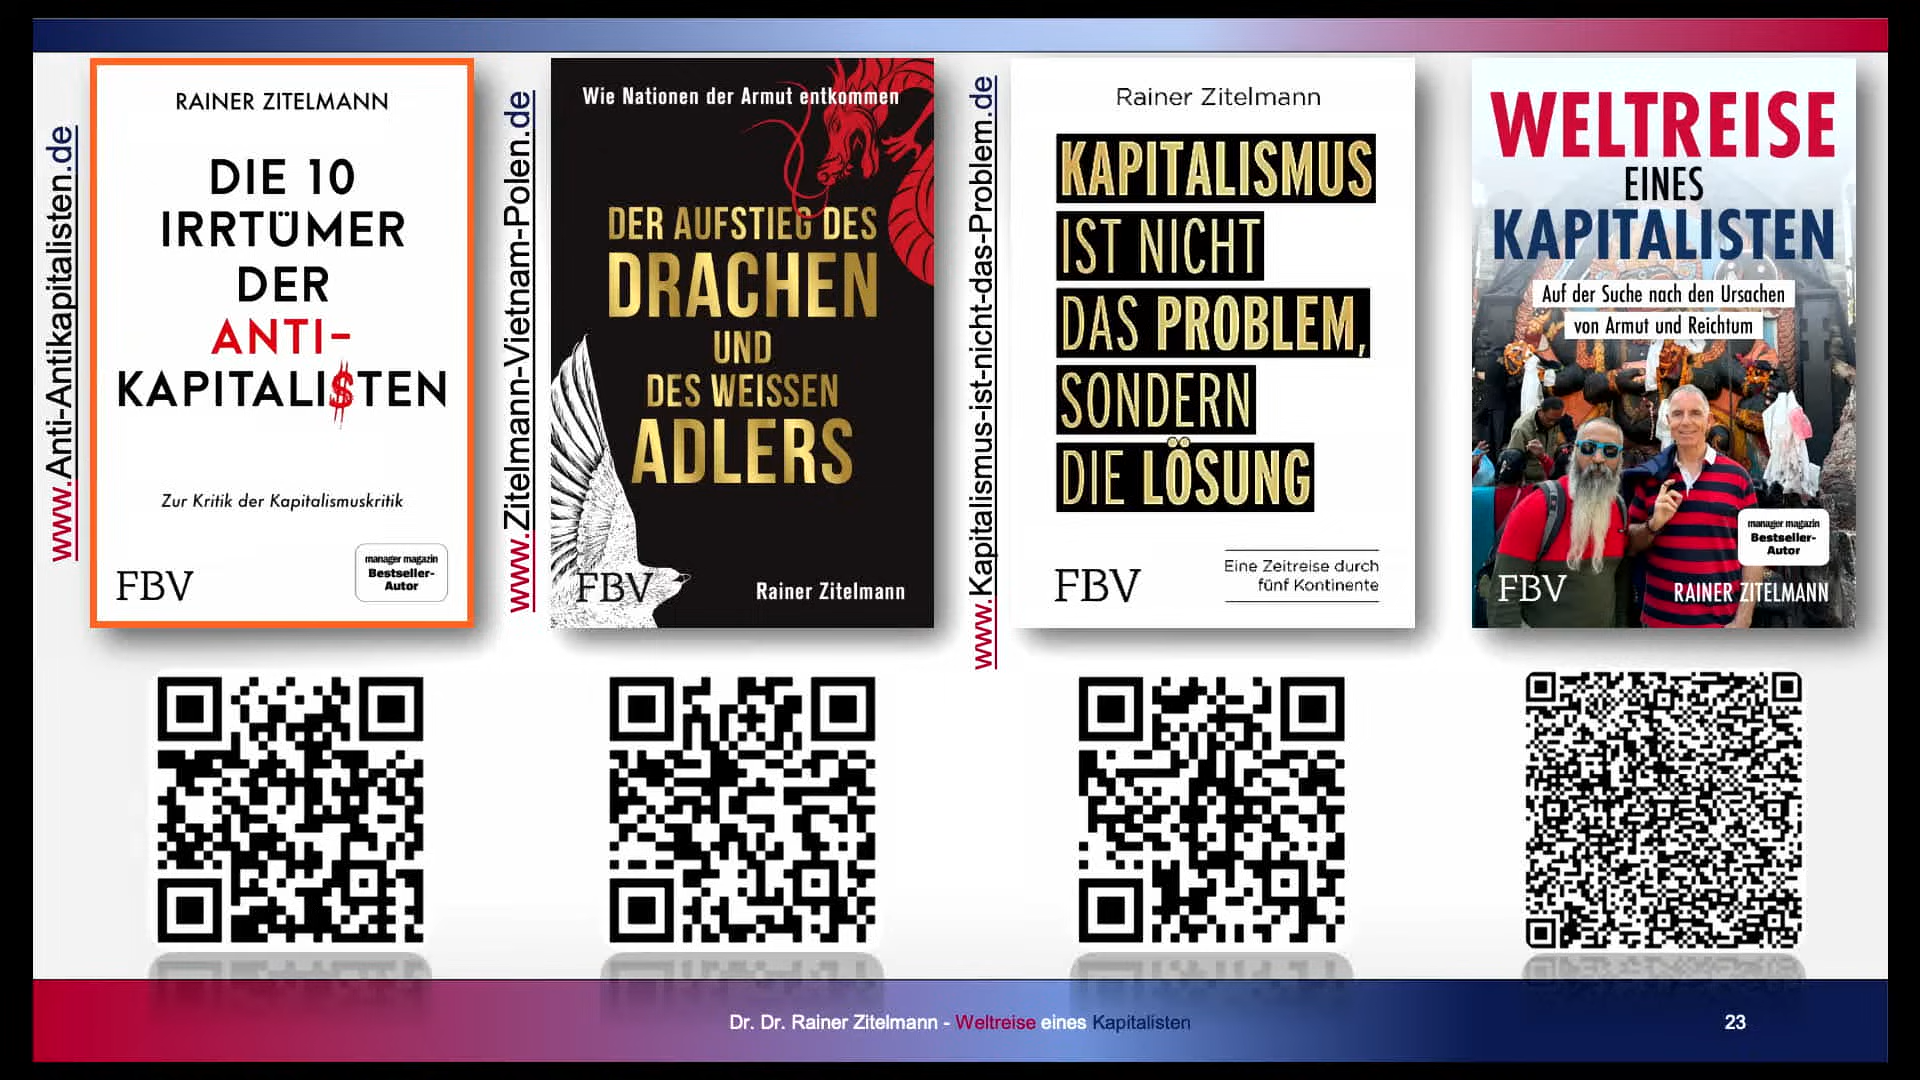 www.Anti-Antikapitalisten.de
RAINER ZITELMANN
DIE 10
IRRTÜMER
DER
ANTI-
KAPITALI$TEN
Zur Kritik der Kapitalismuskritik
FBV
manager magazin
Bestseller-
Autor
www.Zitelmann-Vietnam-Polen.de
Wie Nationen der Armut entkommen
DER AUFSTIEG DES
DRACHEN
UND
DES WEISSEN
ADLERS
FBV
Rainer Zitelmann
www.Kapitalismus-ist-nicht-das-Problem.de
Rainer Zitelmann
KAPITALISMUS
IST NICHT
DAS PROBLEM,
SONDERN
DIE LÖSUNG
Eine Zeitreise durch
fünf Kontinente
FBV
WELTREISE
EINES
KAPITALISTEN
Auf der Suche nach den Ursachen
von Armut und Reichtum
manager magazin
Bestseller-
Autor
FBV
RAINER ZITELMANN
Dr. Dr. Rainer Zitelmann - Weltreise eines Kapitalisten
23